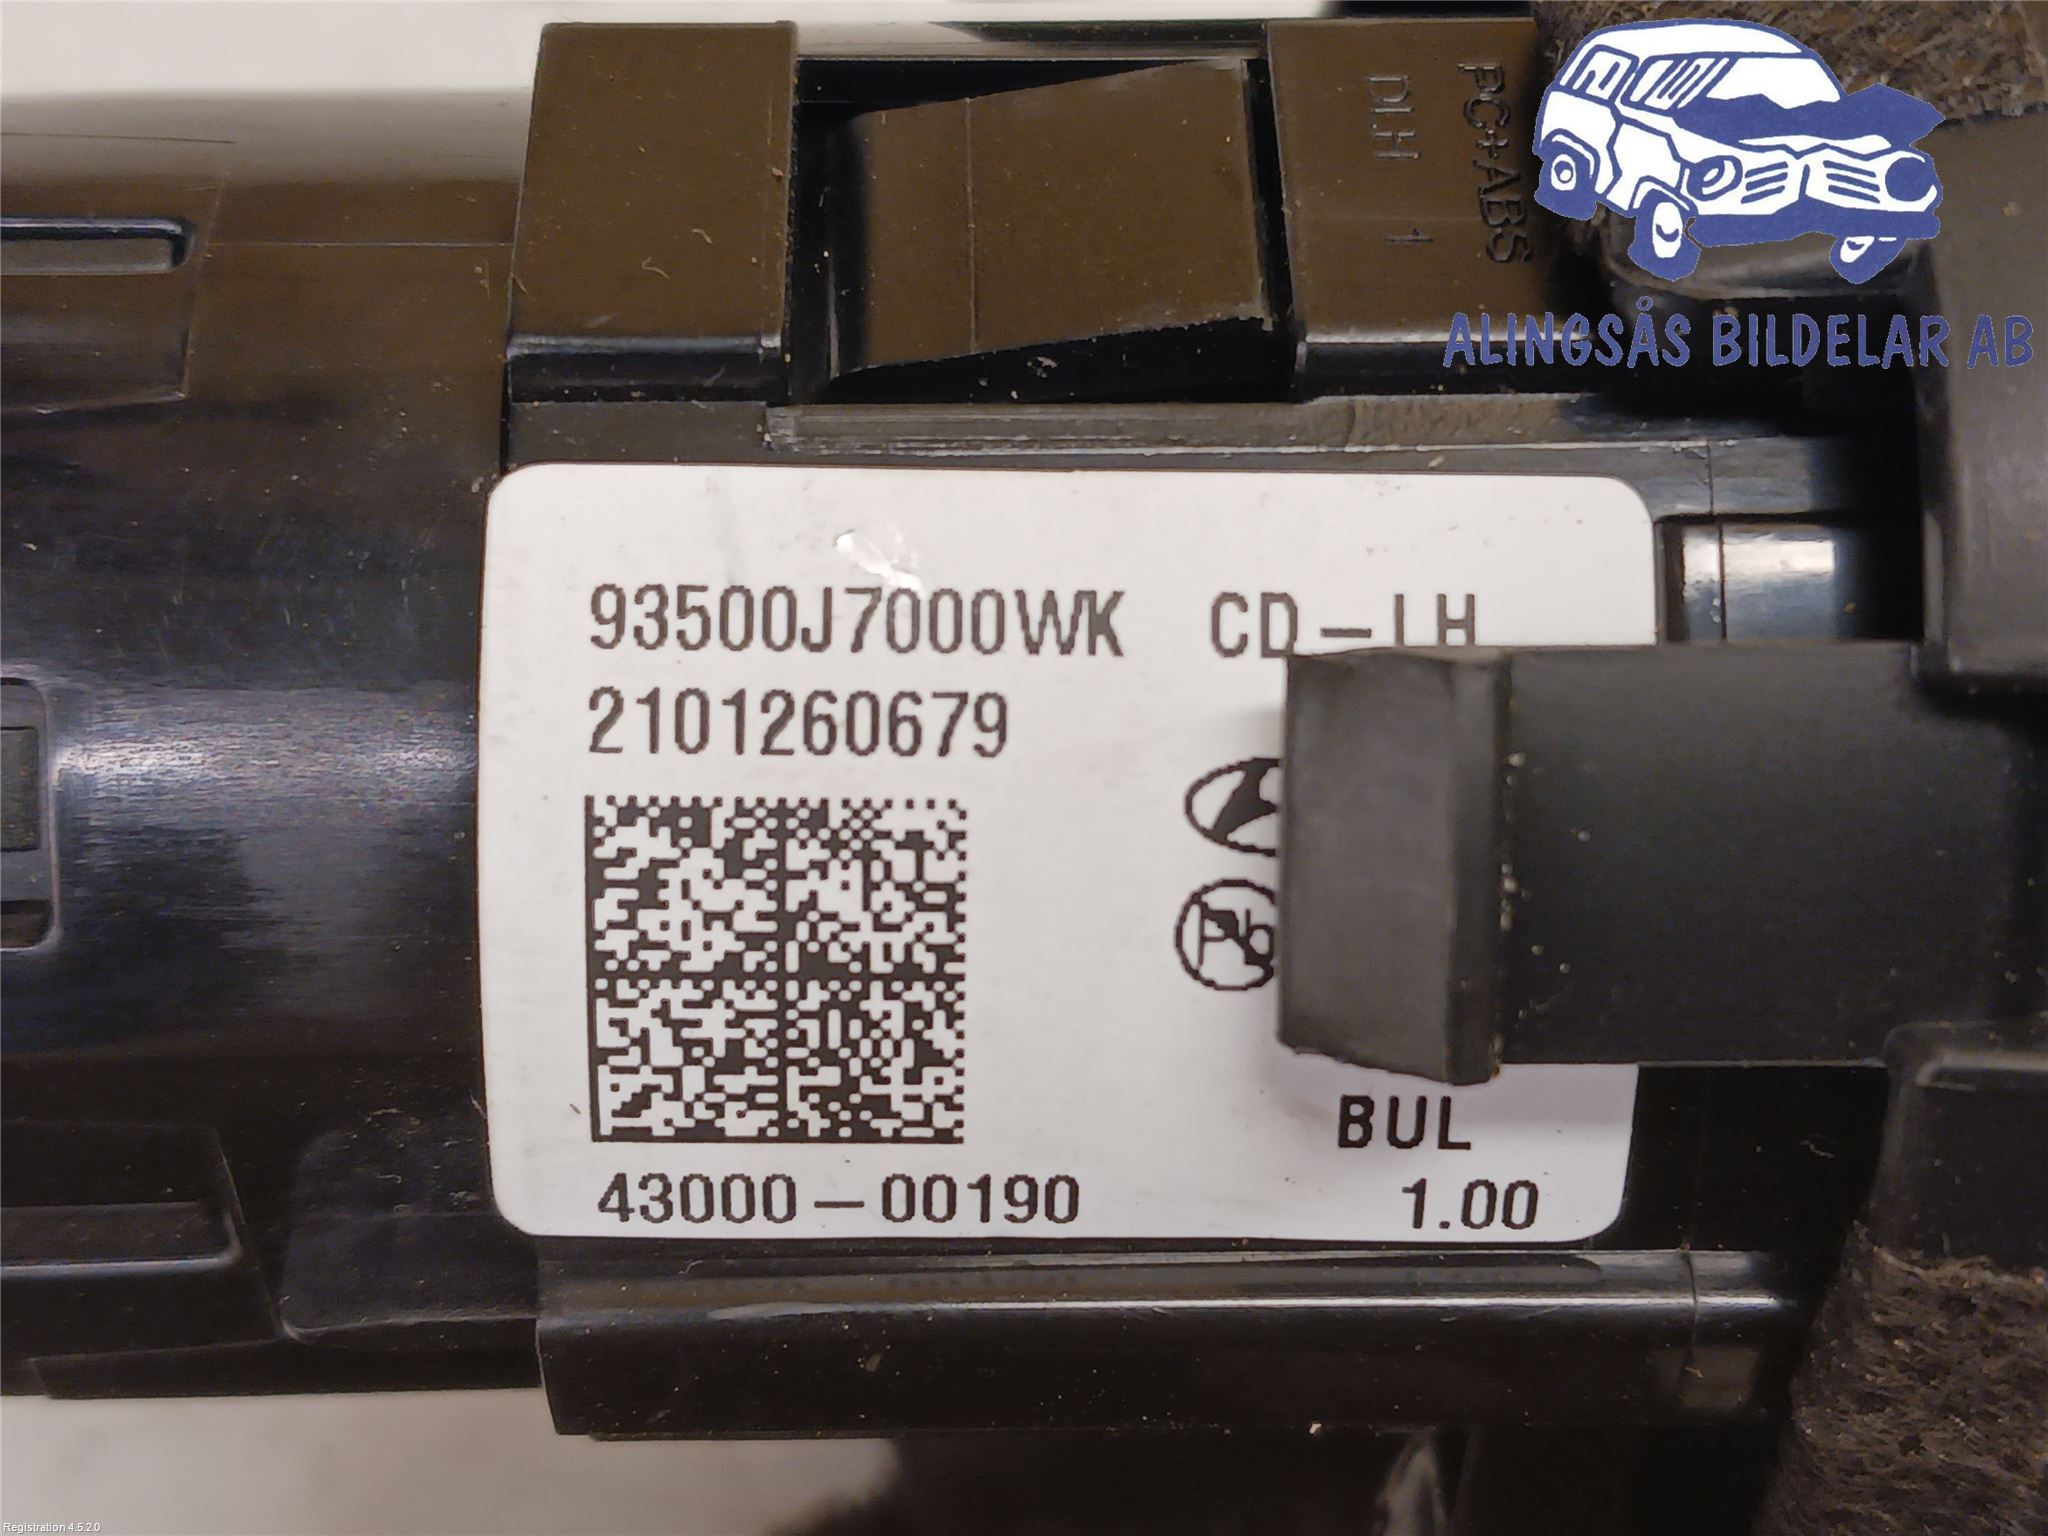 PC+ABS
DLH 1
ALINGSÅS BILDELAR AB
93500J7000WK CD-LH
2101260679
Pb
BUL
43000-00190 1.00
Registration 4.5.2.0